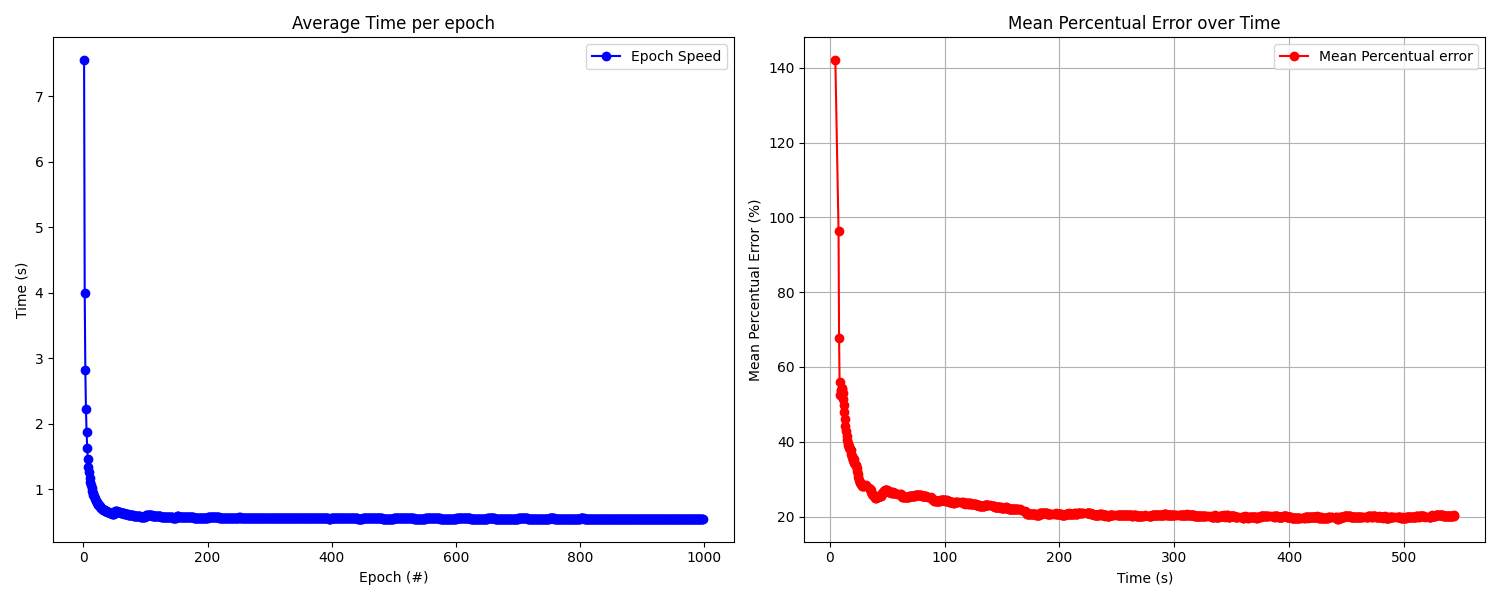 Average Time per epoch
Epoch Speed
7
6
5
4
3
2
1
Time (s)
0 200 400 600 800 1000
Epoch (#)
Mean Percentual Error over Time
Mean Percentual error
140
120
100
80
60
40
20
Mean Percentual Error (%)
0 100 200 300 400 500
Time (s)